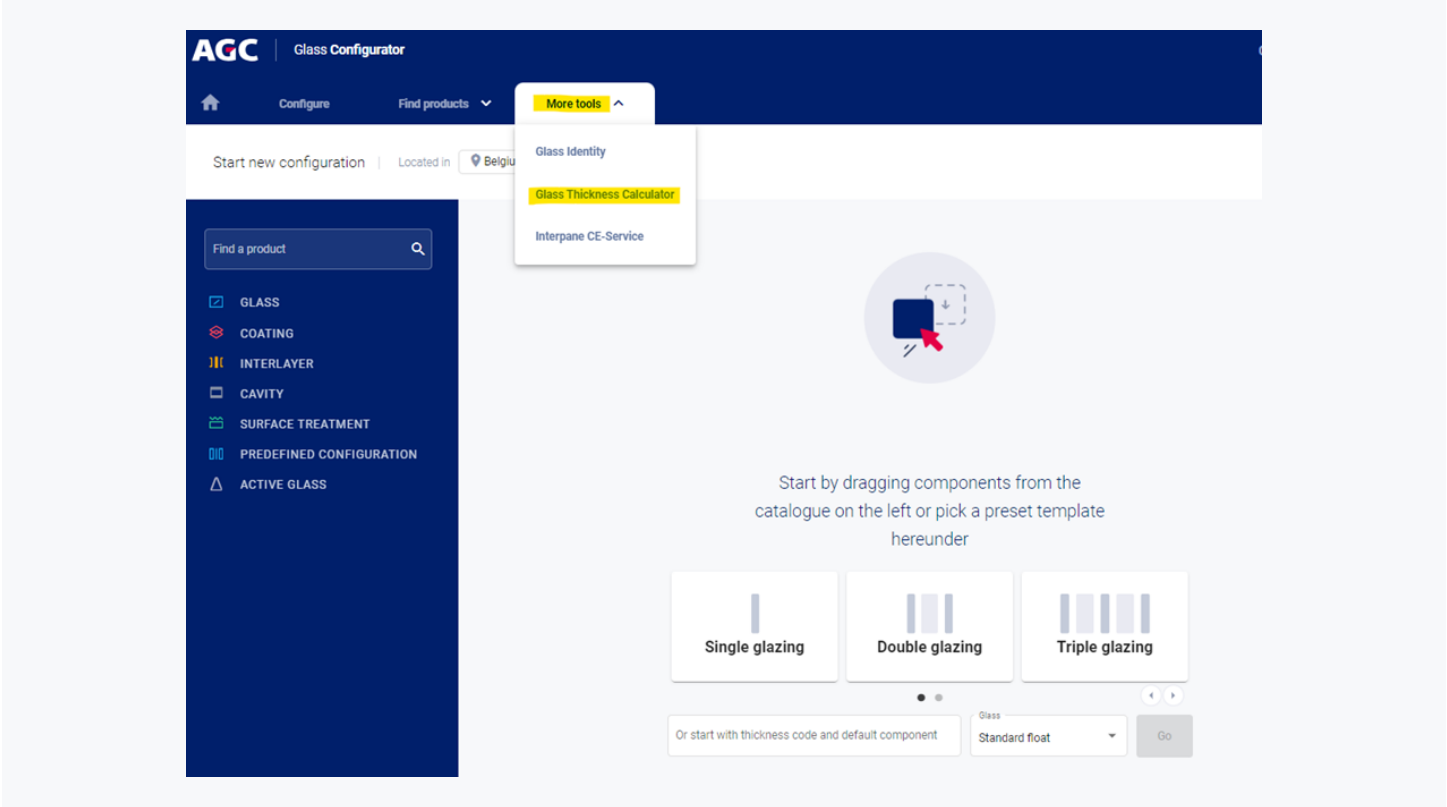 AGC
Glass Configurator
Configure
Find products
More tools
Glass Identity
Glass Thickness Calculator
Interpane CE-Service
Start new configuration
Located in
Belgiu
Find a product
GLASS
COATING
INTERLAYER
CAVITY
SURFACE TREATMENT
PREDEFINED CONFIGURATION
ACTIVE GLASS
Start by dragging components from the
catalogue on the left or pick a preset template
hereunder
Single glazing
Double glazing
Triple glazing
Or start with thickness code and default component
Glass
Standard float
Go